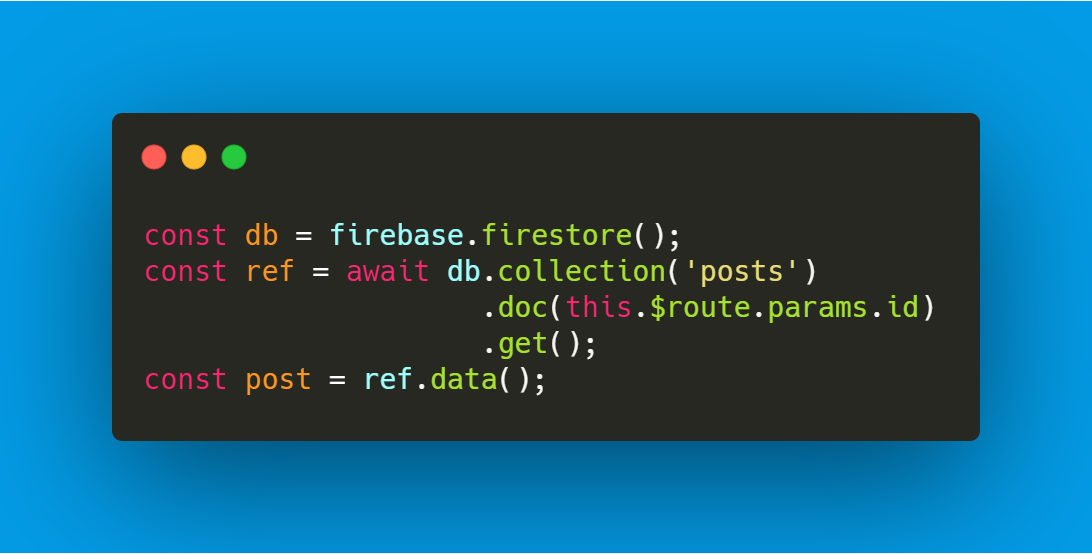 const db = firebase.firestore();
const ref = await db.collection('posts')
                    .doc(this.$route.params.id)
                    .get();
const post = ref.data();